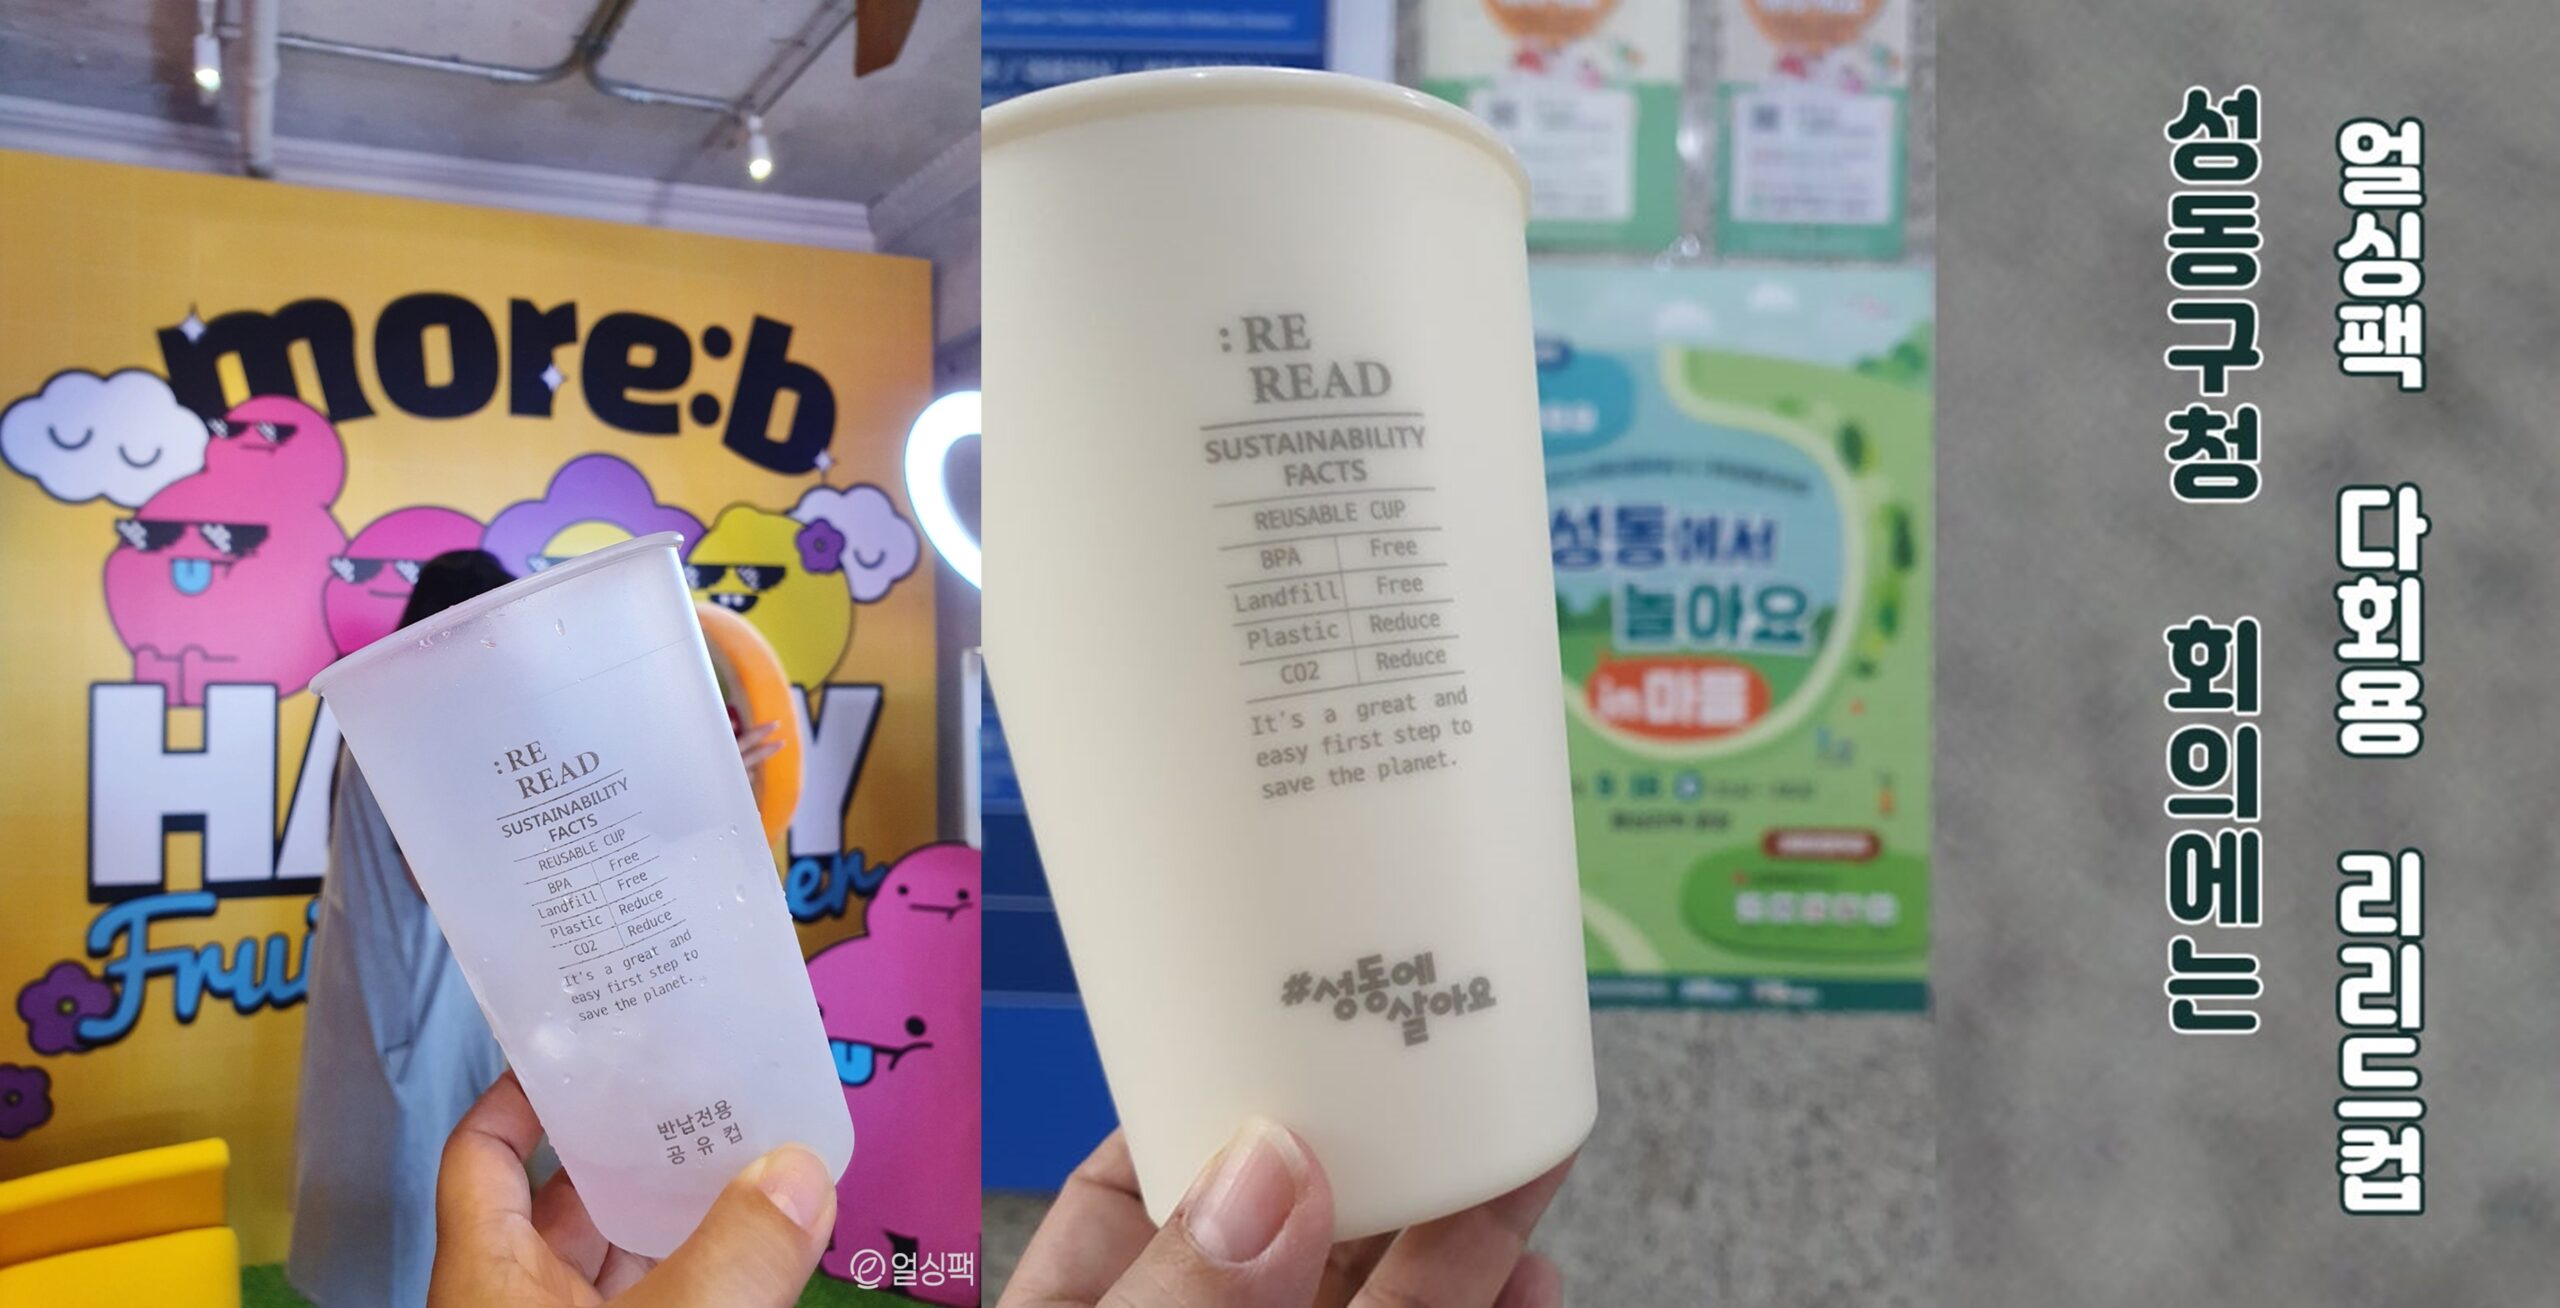 more:b
HA
Y
Frui
er
:RE
READ
SUSTAINABILITY
FACTS
REUSABLE CUP
BPA Free
Landfill Free
Plastic Reduce
CO2 Reduce
It's a great and
easy first step to
save the planet.
반납전용
공유컵
얼싱팩
:RE
READ
SUSTAINABILITY
FACTS
REUSABLE CUP
BPA Free
Landfill Free
Plastic Reduce
CO2 Reduce
It's a great and
easy first step to
save the planet.
#성동에
살아요
성동에서
놀아요
in마을
성동구청 회의에는
얼싱팩 다회용 리리드컵